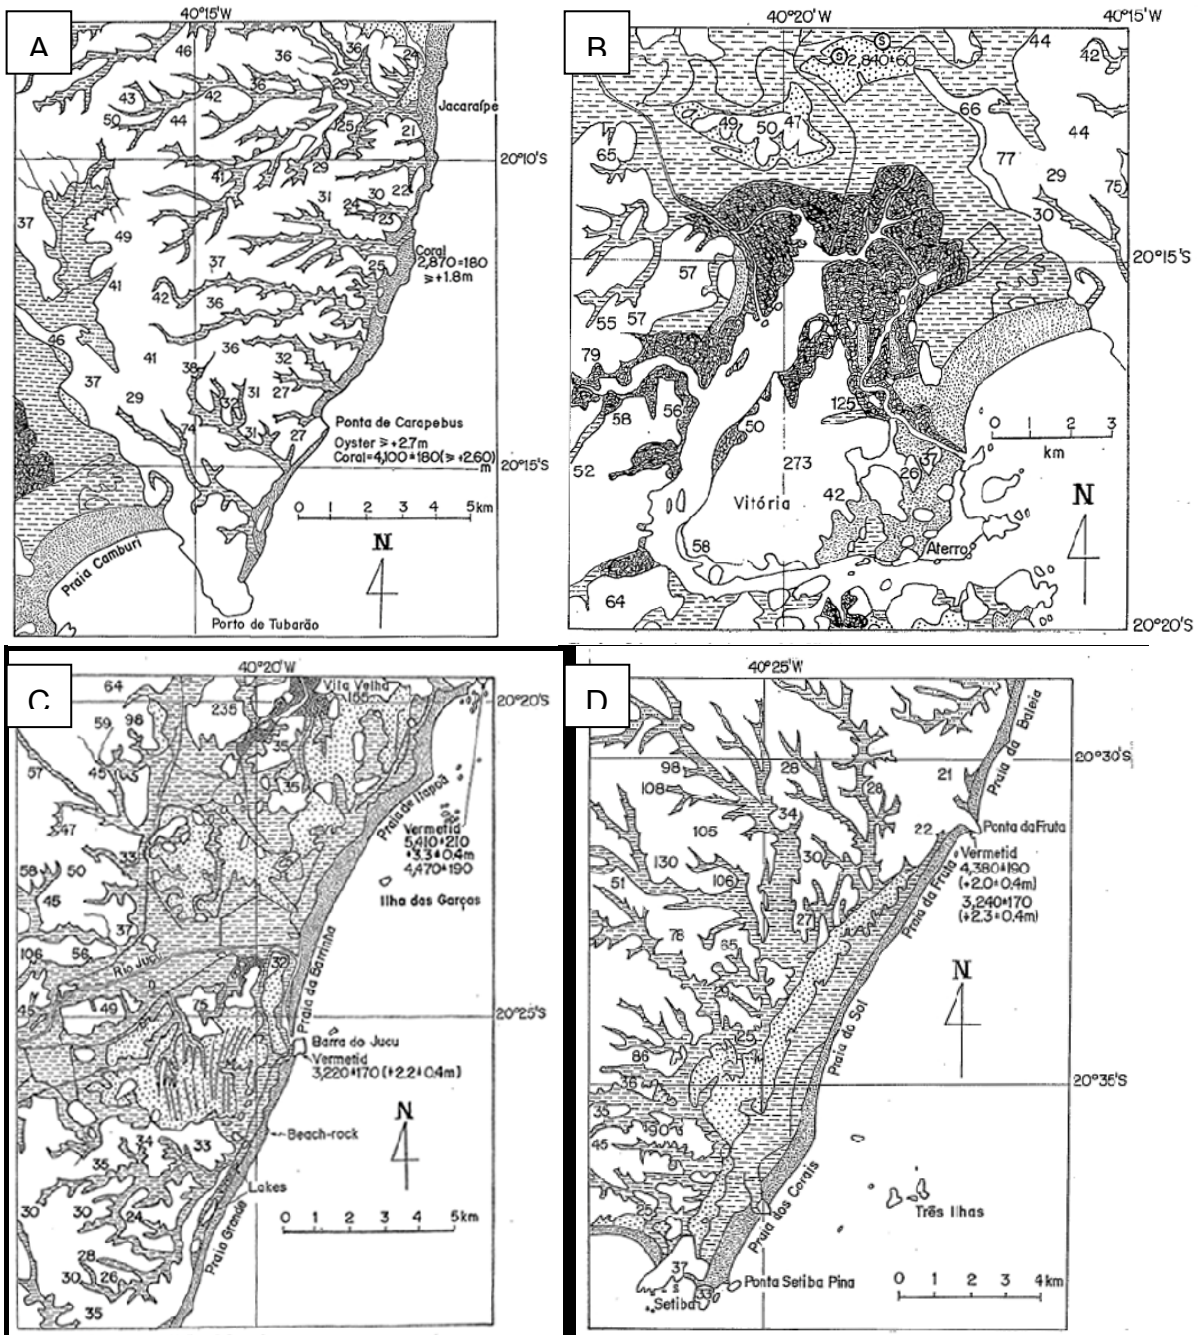 A
40°15'W
46
36
36
24
29
43
42
36
50
44
25
21
Jacaraípe
20°10'S
29
41
22
31
30
24
23
37
49
Coral
2,870=180
≥+1.8m
25
37
41
42
36
46
41
36
32
38
37
31
27
29
32
74
31
27
Ponta de Carapebus
Oyster ≥+2.7m
Coral=4,100±180(≥+2.60)
m
20°15'S
0 1 2 3 4 5km
N
Praia Camburi
Porto de Tubarão
B
40°20'W
40°15'W
44
42
S
S
2,840±60
66
49
50
47
44
65
77
29
75
30
20°15'S
57
55
57
79
125
58
56
50
0 1 2 3
km
52
273
37
26
42
N
Vitória
58
Aterro
64
20°20'S
C
40°20'W
64
Vila Velha
165
20°20'S
235
98
59
35
57
45
35
Praia de Itapoã
47
Vermetid
5,410±210
+3.3±0.4m
4,470±190
33
58
50
Ilha das Garças
45
37
106
56
Rio Jucu
32
Praia da Barrinha
45
49
75
20°25'S
Barra do Jucu
Vermetid
3,220±170 (+2.2±0.4m)
N
Beach-rock
34
33
35
Lakes
30
30
24
0 1 2 3 4 5km
Praia Grande
28
30
26
35
D
40°25'W
Praia da Baleia
20°30'S
98
28
21
108
28
34
105
22
Ponta da Fruta
130
30
Vermetid
4,380±190
(+2.0±0.4m)
3,240±170
(+2.3±0.4m)
51
106
27
Praia da Fruta
78
65
N
Praia do Sol
25
86
36
20°35'S
35
90
45
Praia dos Corais
Três Ilhas
25
37
33
Ponta Setiba Pina
s
Setiba
0 1 2 3 4km